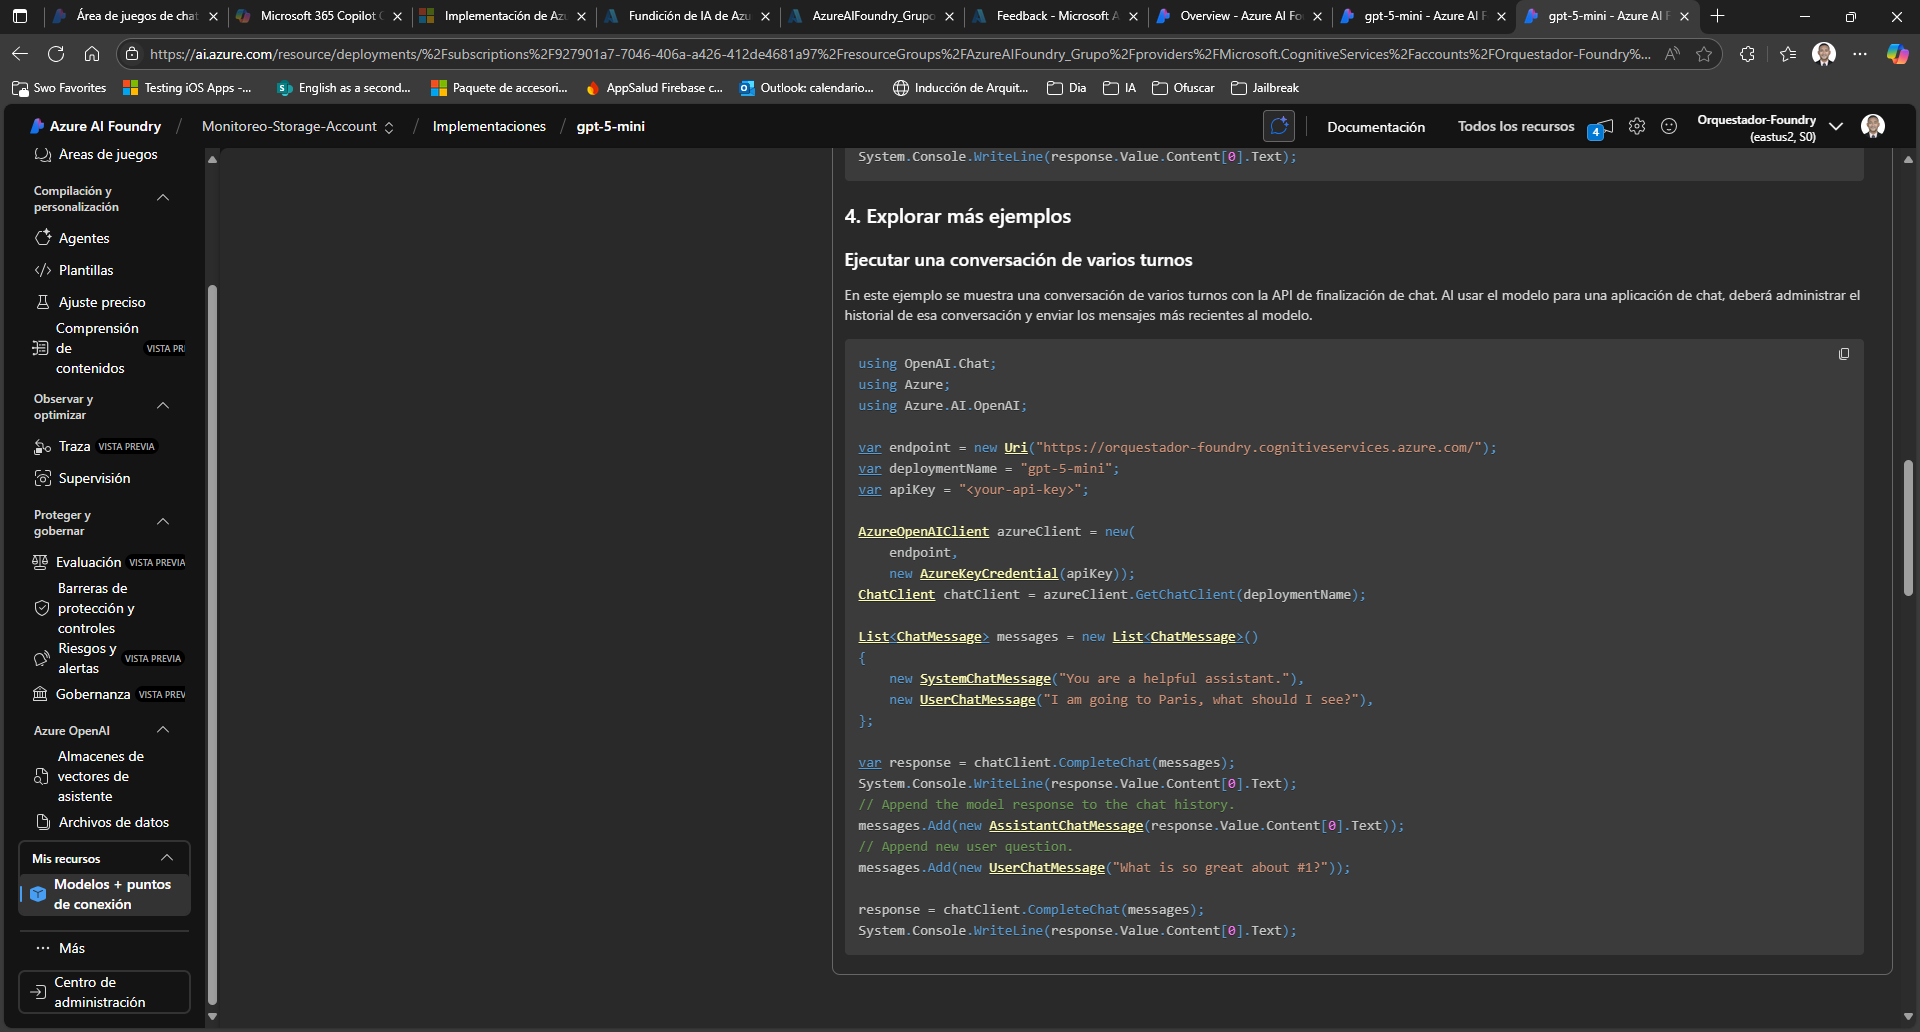 Área de juegos de chat
Microsoft 365 Copilot
Implementación de Az
Fundición de IA de Azu
AzureAIFoundry_Grupo
Feedback - Microsoft A
Overview - Azure AI Fo
gpt-5-mini - Azure AI F
gpt-5-mini - Azure AI F
https://ai.azure.com/resource/deployments/%2Fsubscriptions%2F927901a7-7046-406a-a426-412de4681a97%2FresourceGroups%2FAzureAIFoundry_Grupo%2Fproviders%2FMicrosoft.CognitiveServices%2Faccounts%2FOrquestador-Foundry%...
Swo Favorites
Testing iOS Apps -...
English as a second...
Paquete de accesori...
AppSalud Firebase c...
Outlook: calendario...
Inducción de Arquit...
Dia
IA
Ofuscar
Jailbreak
Azure AI Foundry / Monitoreo-Storage-Account / Implementaciones / gpt-5-mini
Documentación
Todos los recursos
4
Orquestador-Foundry
(eastus2, S0)
Areas de juegos
Compilación y
personalización
Agentes
Plantillas
Ajuste preciso
Comprensión
de
contenidos
VISTA PRE
Observar y
optimizar
Traza VISTA PREVIA
Supervisión
Proteger y
gobernar
Evaluación VISTA PREVIA
Barreras de
protección y
controles
Riesgos y
alertas
VISTA PREVIA
Gobernanza VISTA PREV
Azure OpenAI
Almacenes de
vectores de
asistente
Archivos de datos
Mis recursos
Modelos + puntos
de conexión
Más
Centro de
administración
System.Console.WriteLine(response.Value.Content[0].Text);
4. Explorar más ejemplos
Ejecutar una conversación de varios turnos
En este ejemplo se muestra una conversación de varios turnos con la API de finalización de chat. Al usar el modelo para una aplicación de chat, deberá administrar el
historial de esa conversación y enviar los mensajes más recientes al modelo.
using OpenAI.Chat;
using Azure;
using Azure.AI.OpenAI;
var endpoint = new Uri("https://orquestador-foundry.cognitiveservices.azure.com/");
var deploymentName = "gpt-5-mini";
var apiKey = "<your-api-key>";
AzureOpenAIClient azureClient = new(
endpoint,
new AzureKeyCredential(apiKey));
ChatClient chatClient = azureClient.GetChatClient(deploymentName);
List<ChatMessage> messages = new List<ChatMessage>()
{
new SystemChatMessage("You are a helpful assistant."),
new UserChatMessage("I am going to Paris, what should I see?"),
};
var response = chatClient.CompleteChat(messages);
System.Console.WriteLine(response.Value.Content[0].Text);
// Append the model response to the chat history.
messages.Add(new AssistantChatMessage(response.Value.Content[0].Text));
// Append new user question.
messages.Add(new UserChatMessage("What is so great about #1?"));
response = chatClient.CompleteChat(messages);
System.Console.WriteLine(response.Value.Content[0].Text);